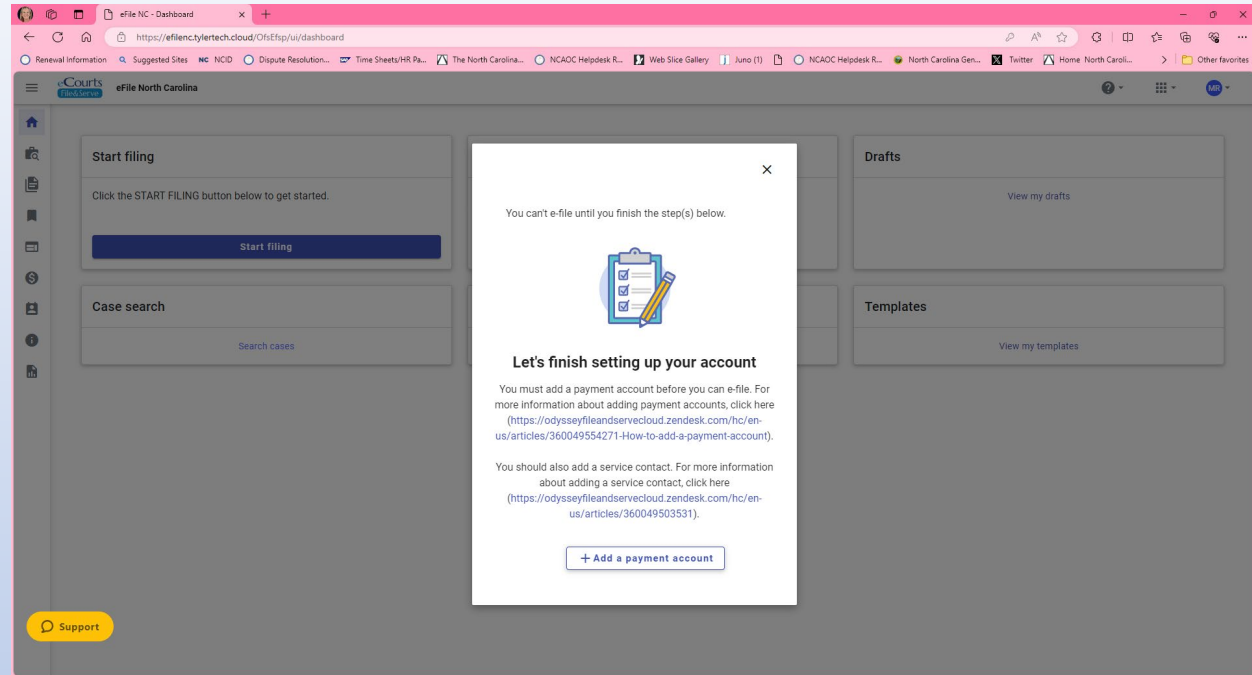 eFile NC - Dashboard
https://efilenc.tylertech.cloud/OfsEfsp/ui/dashboard
Renewal Information Suggested Sites NC NCID Dispute Resolution... Time Sheets/HR Pa... The North Carolina... NCAOC Helpdesk R... Web Slice Gallery Juno (1) NCAOC Helpdesk R... North Carolina Gen... X Twitter Home North Caroli... Other favorites
eCourts
File&Serve
eFile North Carolina
MR
Start filing
Click the START FILING button below to get started.
Start filing
Drafts
View my drafts
Case search
Search cases
Templates
View my templates
You can't e-file until you finish the step(s) below.
Let's finish setting up your account
You must add a payment account before you can e-file. For
more information about adding payment accounts, click here
(https://odysseyfileandservecloud.zendesk.com/hc/en-
us/articles/360049554271-How-to-add-a-payment-account).
You should also add a service contact. For more information
about adding a service contact, click here
(https://odysseyfileandservecloud.zendesk.com/hc/en-
us/articles/360049503531).
+ Add a payment account
Support